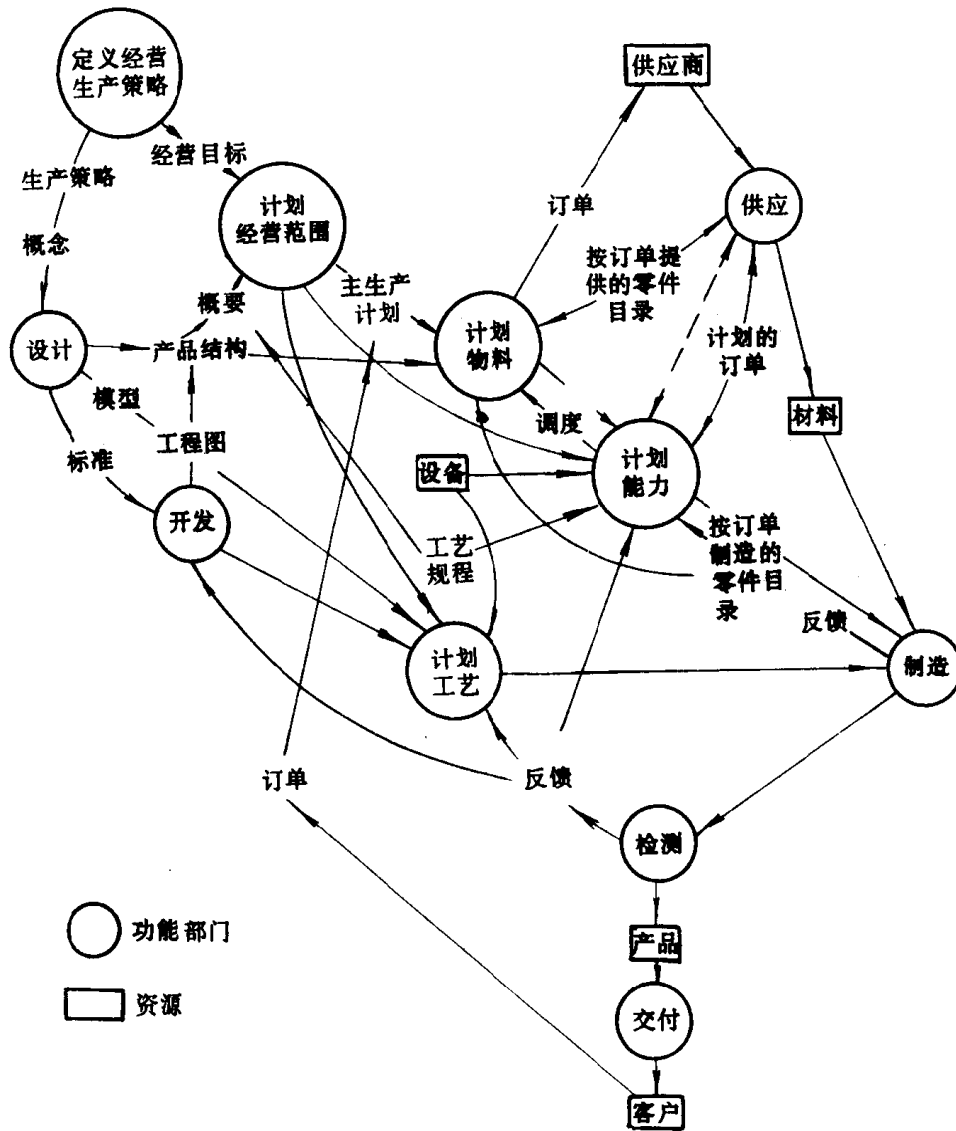 定义经营
生产策略
供应商
经营目标
生产策略
计划
经营范围
订单
供应
概念
按订单提
供的零件
目录
主生产
计划
概要
设计
产品结构
计划
物料
计划的
订单
模型
调度
材料
工程图
标准
设备
计划
能力
开发
工艺
规程
按订单
制造的
零件目
录
反馈
计划
工艺
制造
订单
反馈
检测
功能部门
产品
资源
交付
客户